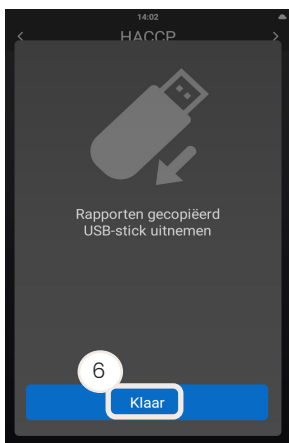 14:02
< HACCP >
Rapporten gecopiëerd
USB-stick uitnemen
6
Klaar